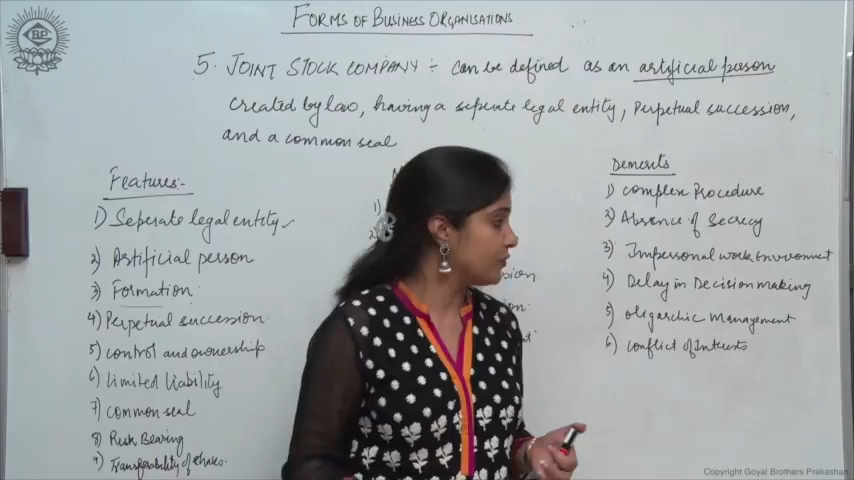 FORMS OF BUSINESS ORGANISATIONS
5. JOINT STOCK COMPANY :- can be defined as an artificial person
created by law, having a seperate legal entity, Perpetual succession,
and a common seal
Features:-
1) Seperate legal entity
2) Artificial person
3) Formation
4) Perpetual succession
5) control and ownership
6) limited liability
7) common seal
8) Risk Bearing
9) Transferability of shares.
1)
2)
Demerits
1) complex Procedure
2) Absence of Secrecy
3) Impersonal work Environment
4) Delay in Decision making
5) oligarchic Management
6) conflict of Interests
Copyright Goyal Brothers Prakashan